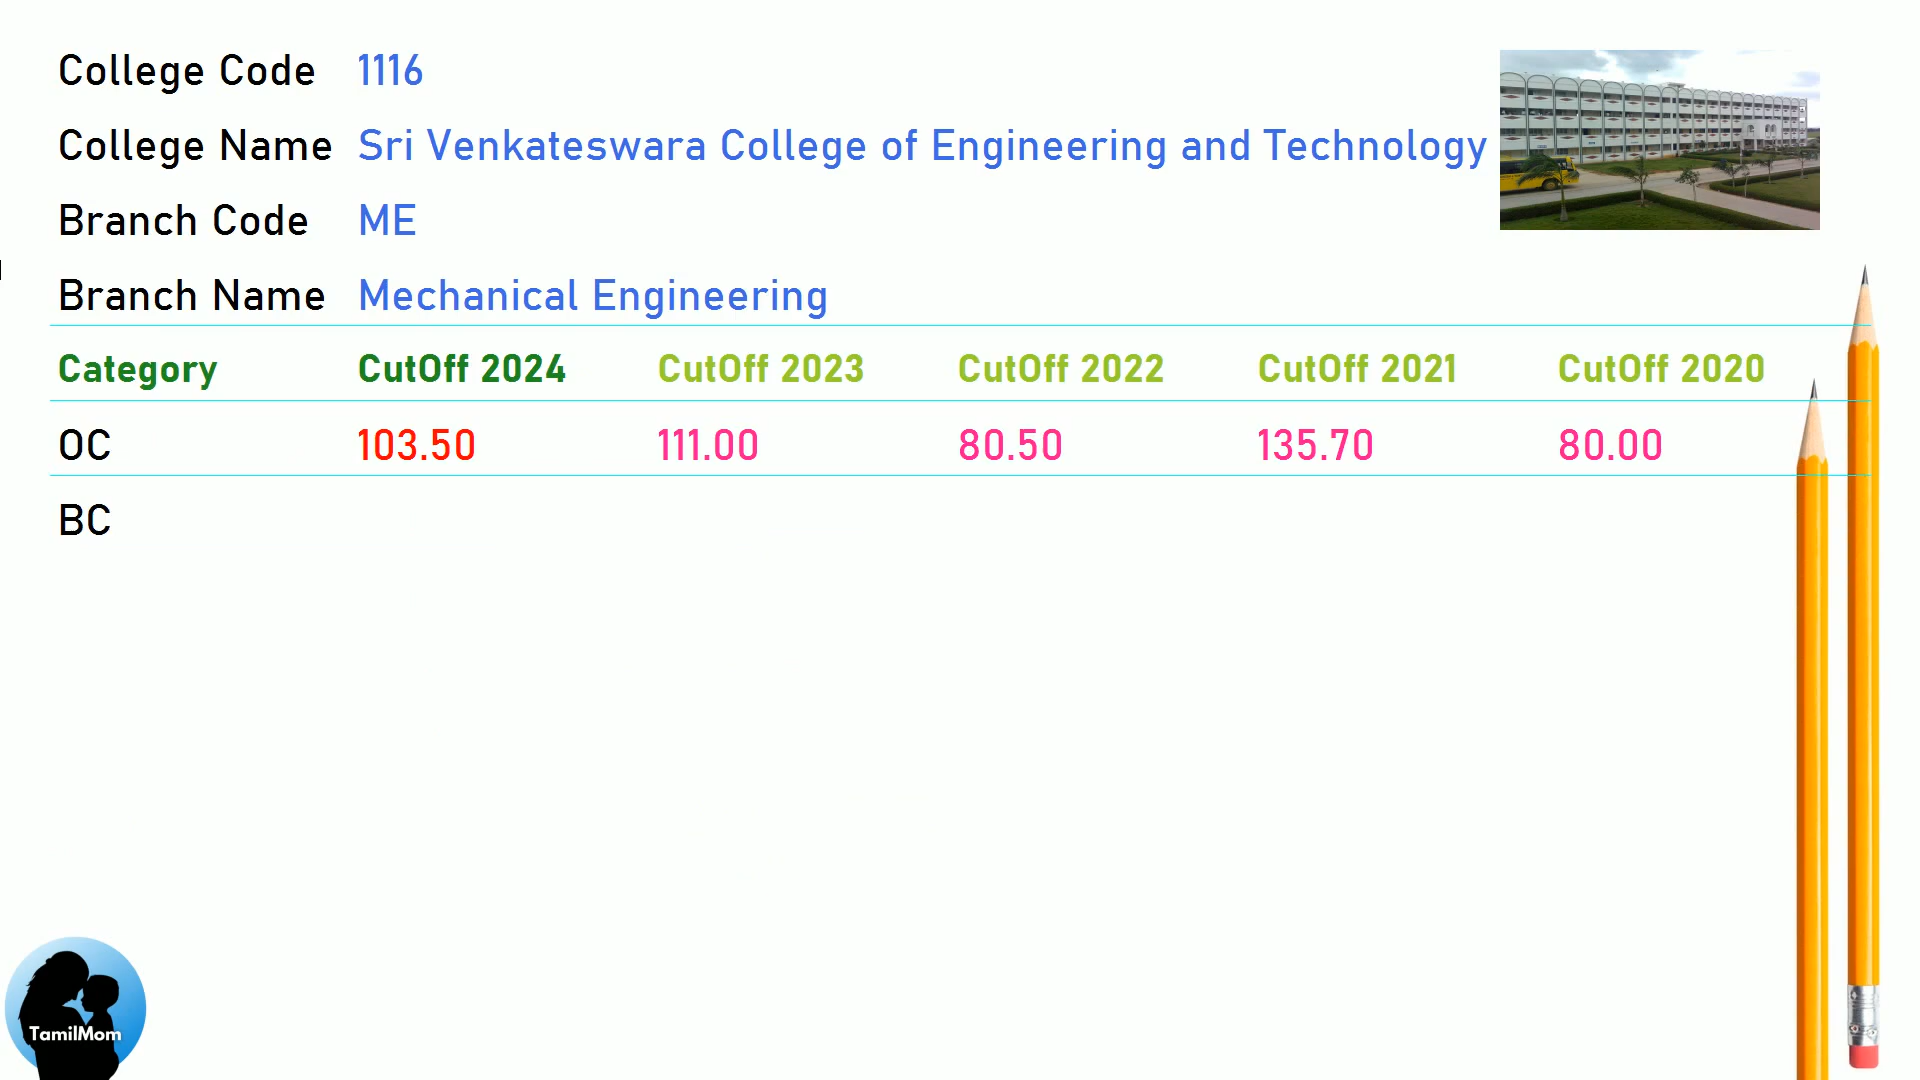 College Code 1116
College Name Sri Venkateswara College of Engineering and Technology
Branch Code ME
Branch Name Mechanical Engineering
Category CutOff 2024 CutOff 2023 CutOff 2022 CutOff 2021 CutOff 2020
OC 103.50 111.00 80.50 135.70 80.00
BC
TamilMom